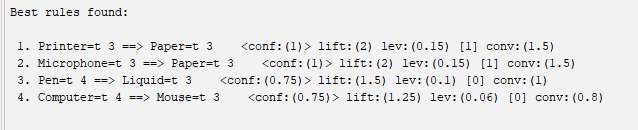 Best rules found:
1. Printer=t 3 ==> Paper=t 3    <conf:(1)> lift:(2) lev:(0.15) [1] conv:(1.5)
2. Microphone=t 3 ==> Paper=t 3    <conf:(1)> lift:(2) lev:(0.15) [1] conv:(1.5)
3. Pen=t 4 ==> Liquid=t 3    <conf:(0.75)> lift:(1.5) lev:(0.1) [0] conv:(1)
4. Computer=t 4 ==> Mouse=t 3    <conf:(0.75)> lift:(1.25) lev:(0.06) [0] conv:(0.8)